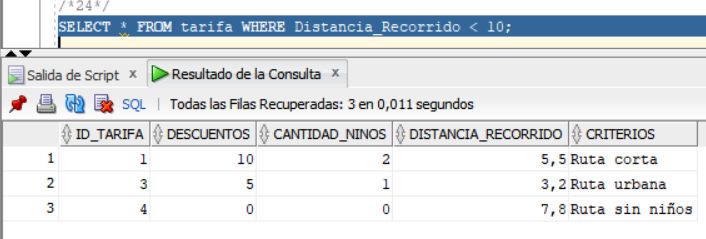 /*24*/
SELECT * FROM tarifa WHERE Distancia_Recorrido < 10;
Salida de Script x Resultado de la Consulta x
SQL | Todas las Filas Recuperadas: 3 en 0,011 segundos
ID_TARIFA DESCUENTOS CANTIDAD_NINOS DISTANCIA_RECORRIDO CRITERIOS
1 1 10 2 5,5 Ruta corta
2 3 5 1 3,2 Ruta urbana
3 4 0 0 7,8 Ruta sin niños